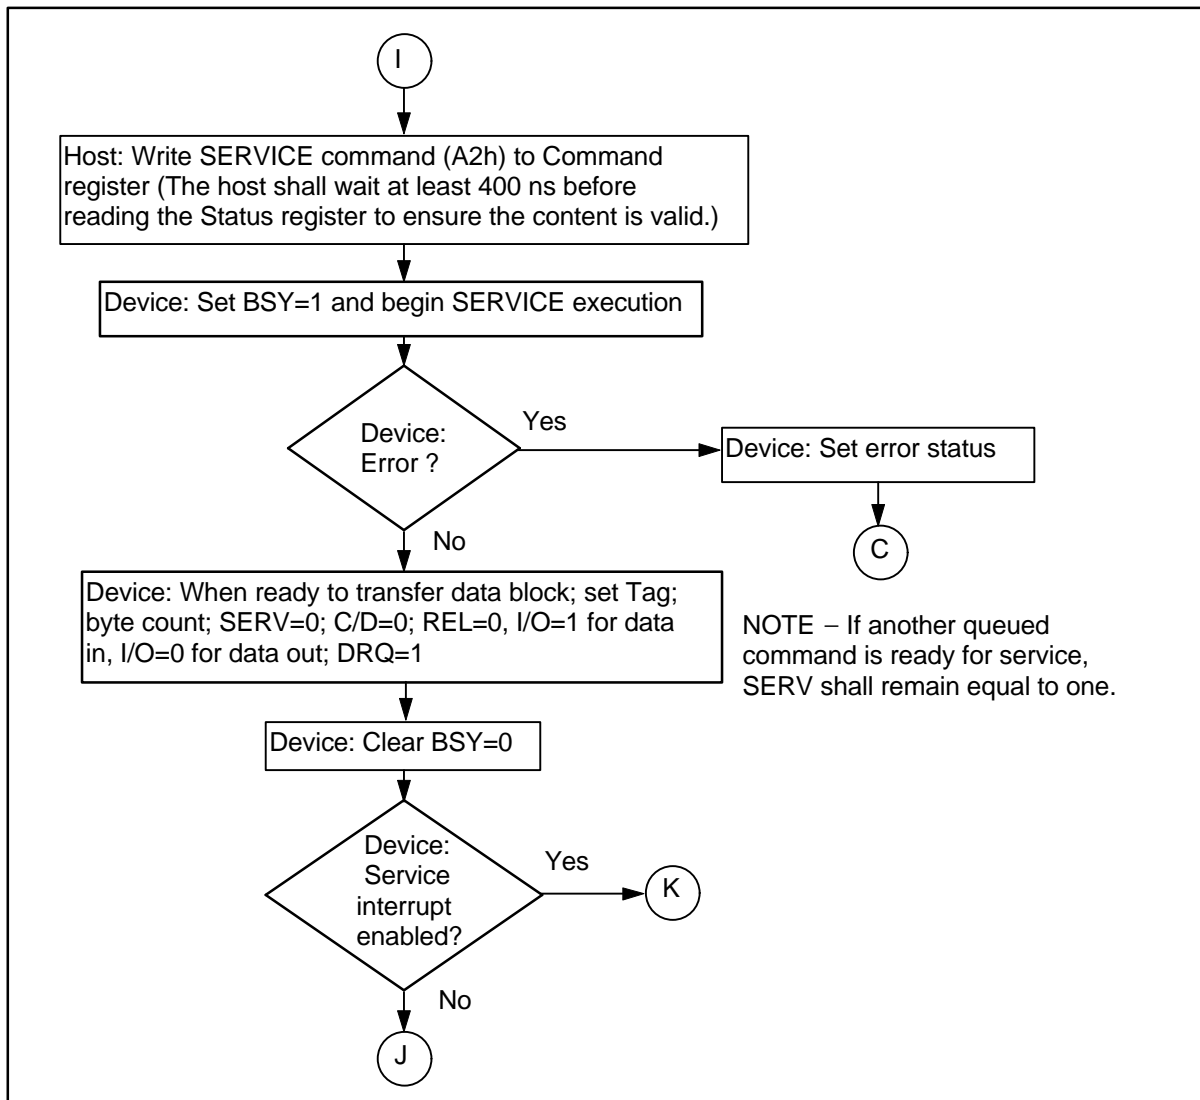 I
Host: Write SERVICE command (A2h) to Command
register (The host shall wait at least 400 ns before
reading the Status register to ensure the content is valid.)
Device: Set BSY=1 and begin SERVICE execution
Device:
Error ?
Yes
Device: Set error status
C
No
Device: When ready to transfer data block; set Tag;
byte count; SERV=0; C/D=0; REL=0, I/O=1 for data
in, I/O=0 for data out; DRQ=1
NOTE – If another queued
command is ready for service,
SERV shall remain equal to one.
Device: Clear BSY=0
Device:
Service
interrupt
enabled?
Yes
K
No
J